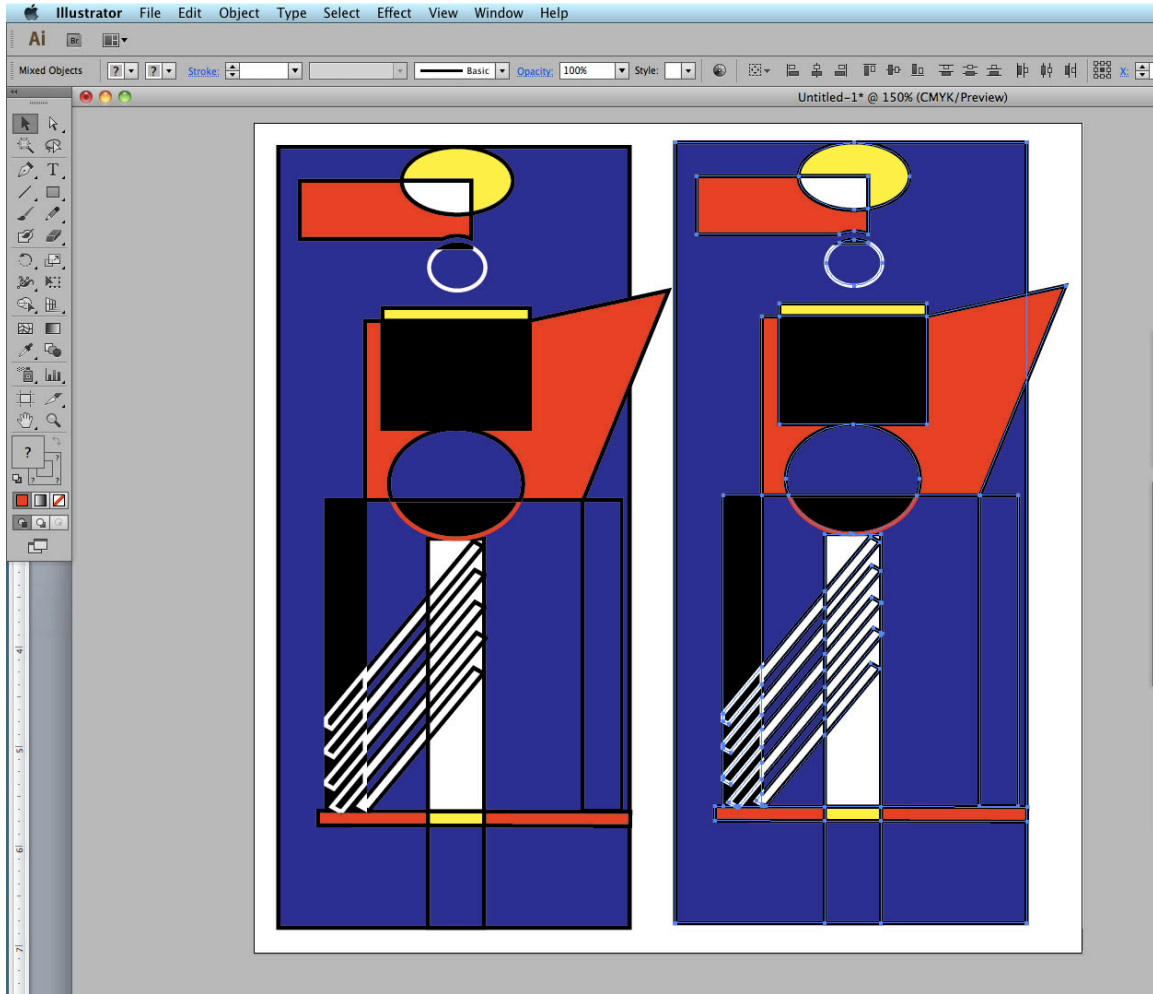 Illustrator File Edit Object Type Select Effect View Window Help
Ai Br
Mixed Objects ? ? Stroke: Basic Opacity: 100% Style: X:
Untitled-1* @ 150% (CMYK/Preview)
T
?
?
?
4
5
6
7